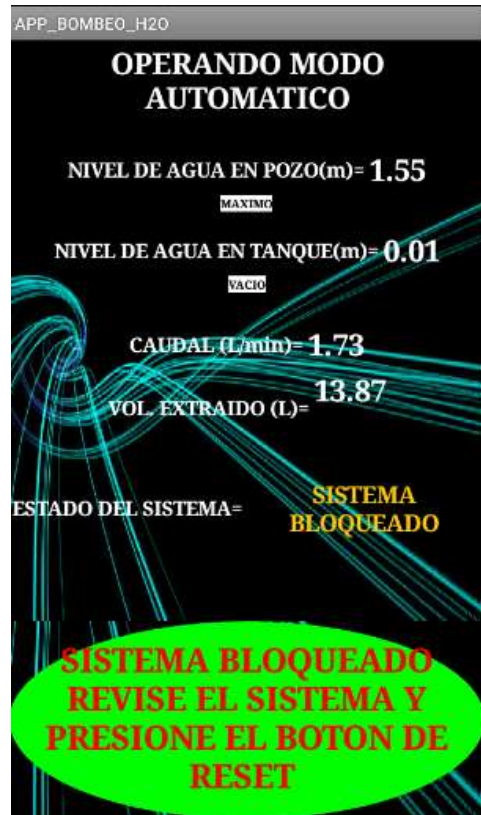 APP_BOMBEO_H2O
OPERANDO MODO
AUTOMATICO
NIVEL DE AGUA EN POZO(m)= 1.55
MAXIMO
NIVEL DE AGUA EN TANQUE(m)= 0.01
VACIO
CAUDAL (L/min)= 1.73
VOL. EXTRAIDO (L)= 13.87
ESTADO DEL SISTEMA= SISTEMA
BLOQUEADO
SISTEMA BLOQUEADO
REVISE EL SISTEMA Y
PRESIONE EL BOTON DE
RESET